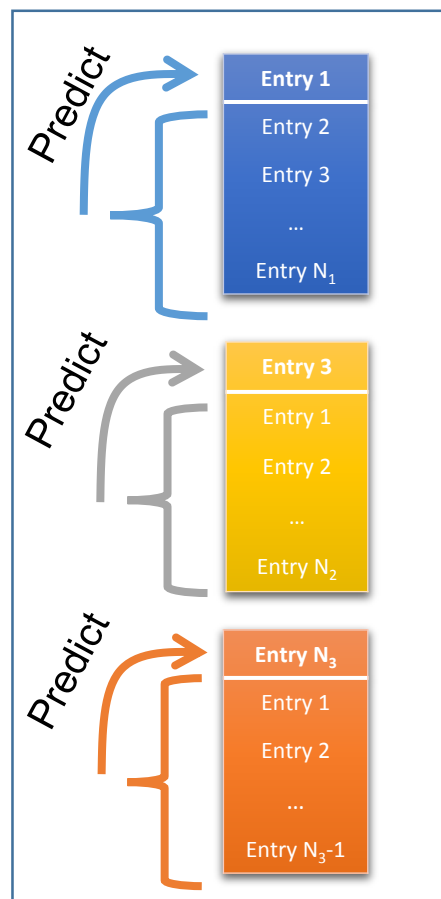 Predict
Entry 1
Entry 2
Entry 3
...
Entry N₁
Predict
Entry 3
Entry 1
Entry 2
...
Entry N₂
Predict
Entry N₃
Entry 1
Entry 2
...
Entry N₃-1